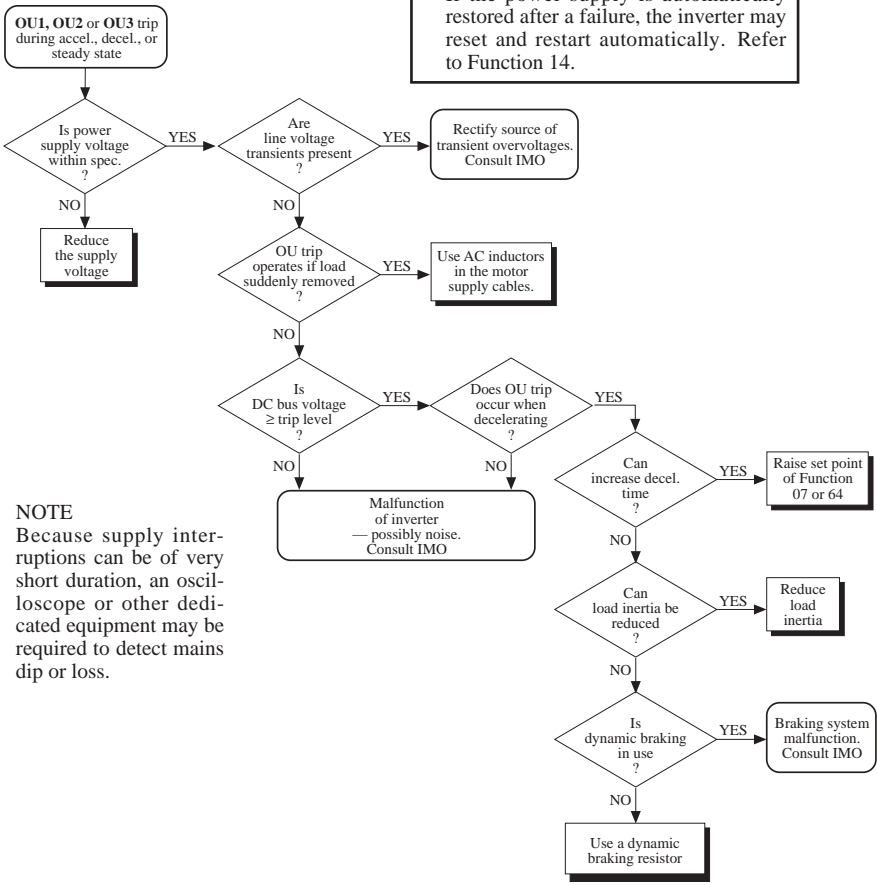 If the power supply is automatically
restored after a failure, the inverter may
reset and restart automatically. Refer
to Function 14.
OU1, OU2 or OU3 trip
during accel., decel., or
steady state
Is power
supply voltage
within spec.
?
YES
Are
line voltage
transients present
?
YES
Rectify source of
transient overvoltages.
Consult IMO
NO
NO
Reduce
the supply
voltage
OU trip
operates if load
suddenly removed
?
YES
Use AC inductors
in the motor
supply cables.
NO
Is
DC bus voltage
≥ trip level
?
YES
Does OU trip
occur when
decelerating
?
YES
NO
NO
Malfunction
of inverter
— possibly noise.
Consult IMO
Can
increase decel.
time
?
YES
Raise set point
of Function
07 or 64
NO
NOTE
Because supply inter-
ruptions can be of very
short duration, an oscil-
loscope or other dedi-
cated equipment may be
required to detect mains
dip or loss.
Can
load inertia be
reduced
?
YES
Reduce
load
inertia
NO
Is
dynamic braking
in use
?
YES
Braking system
malfunction.
Consult IMO
NO
Use a dynamic
braking resistor